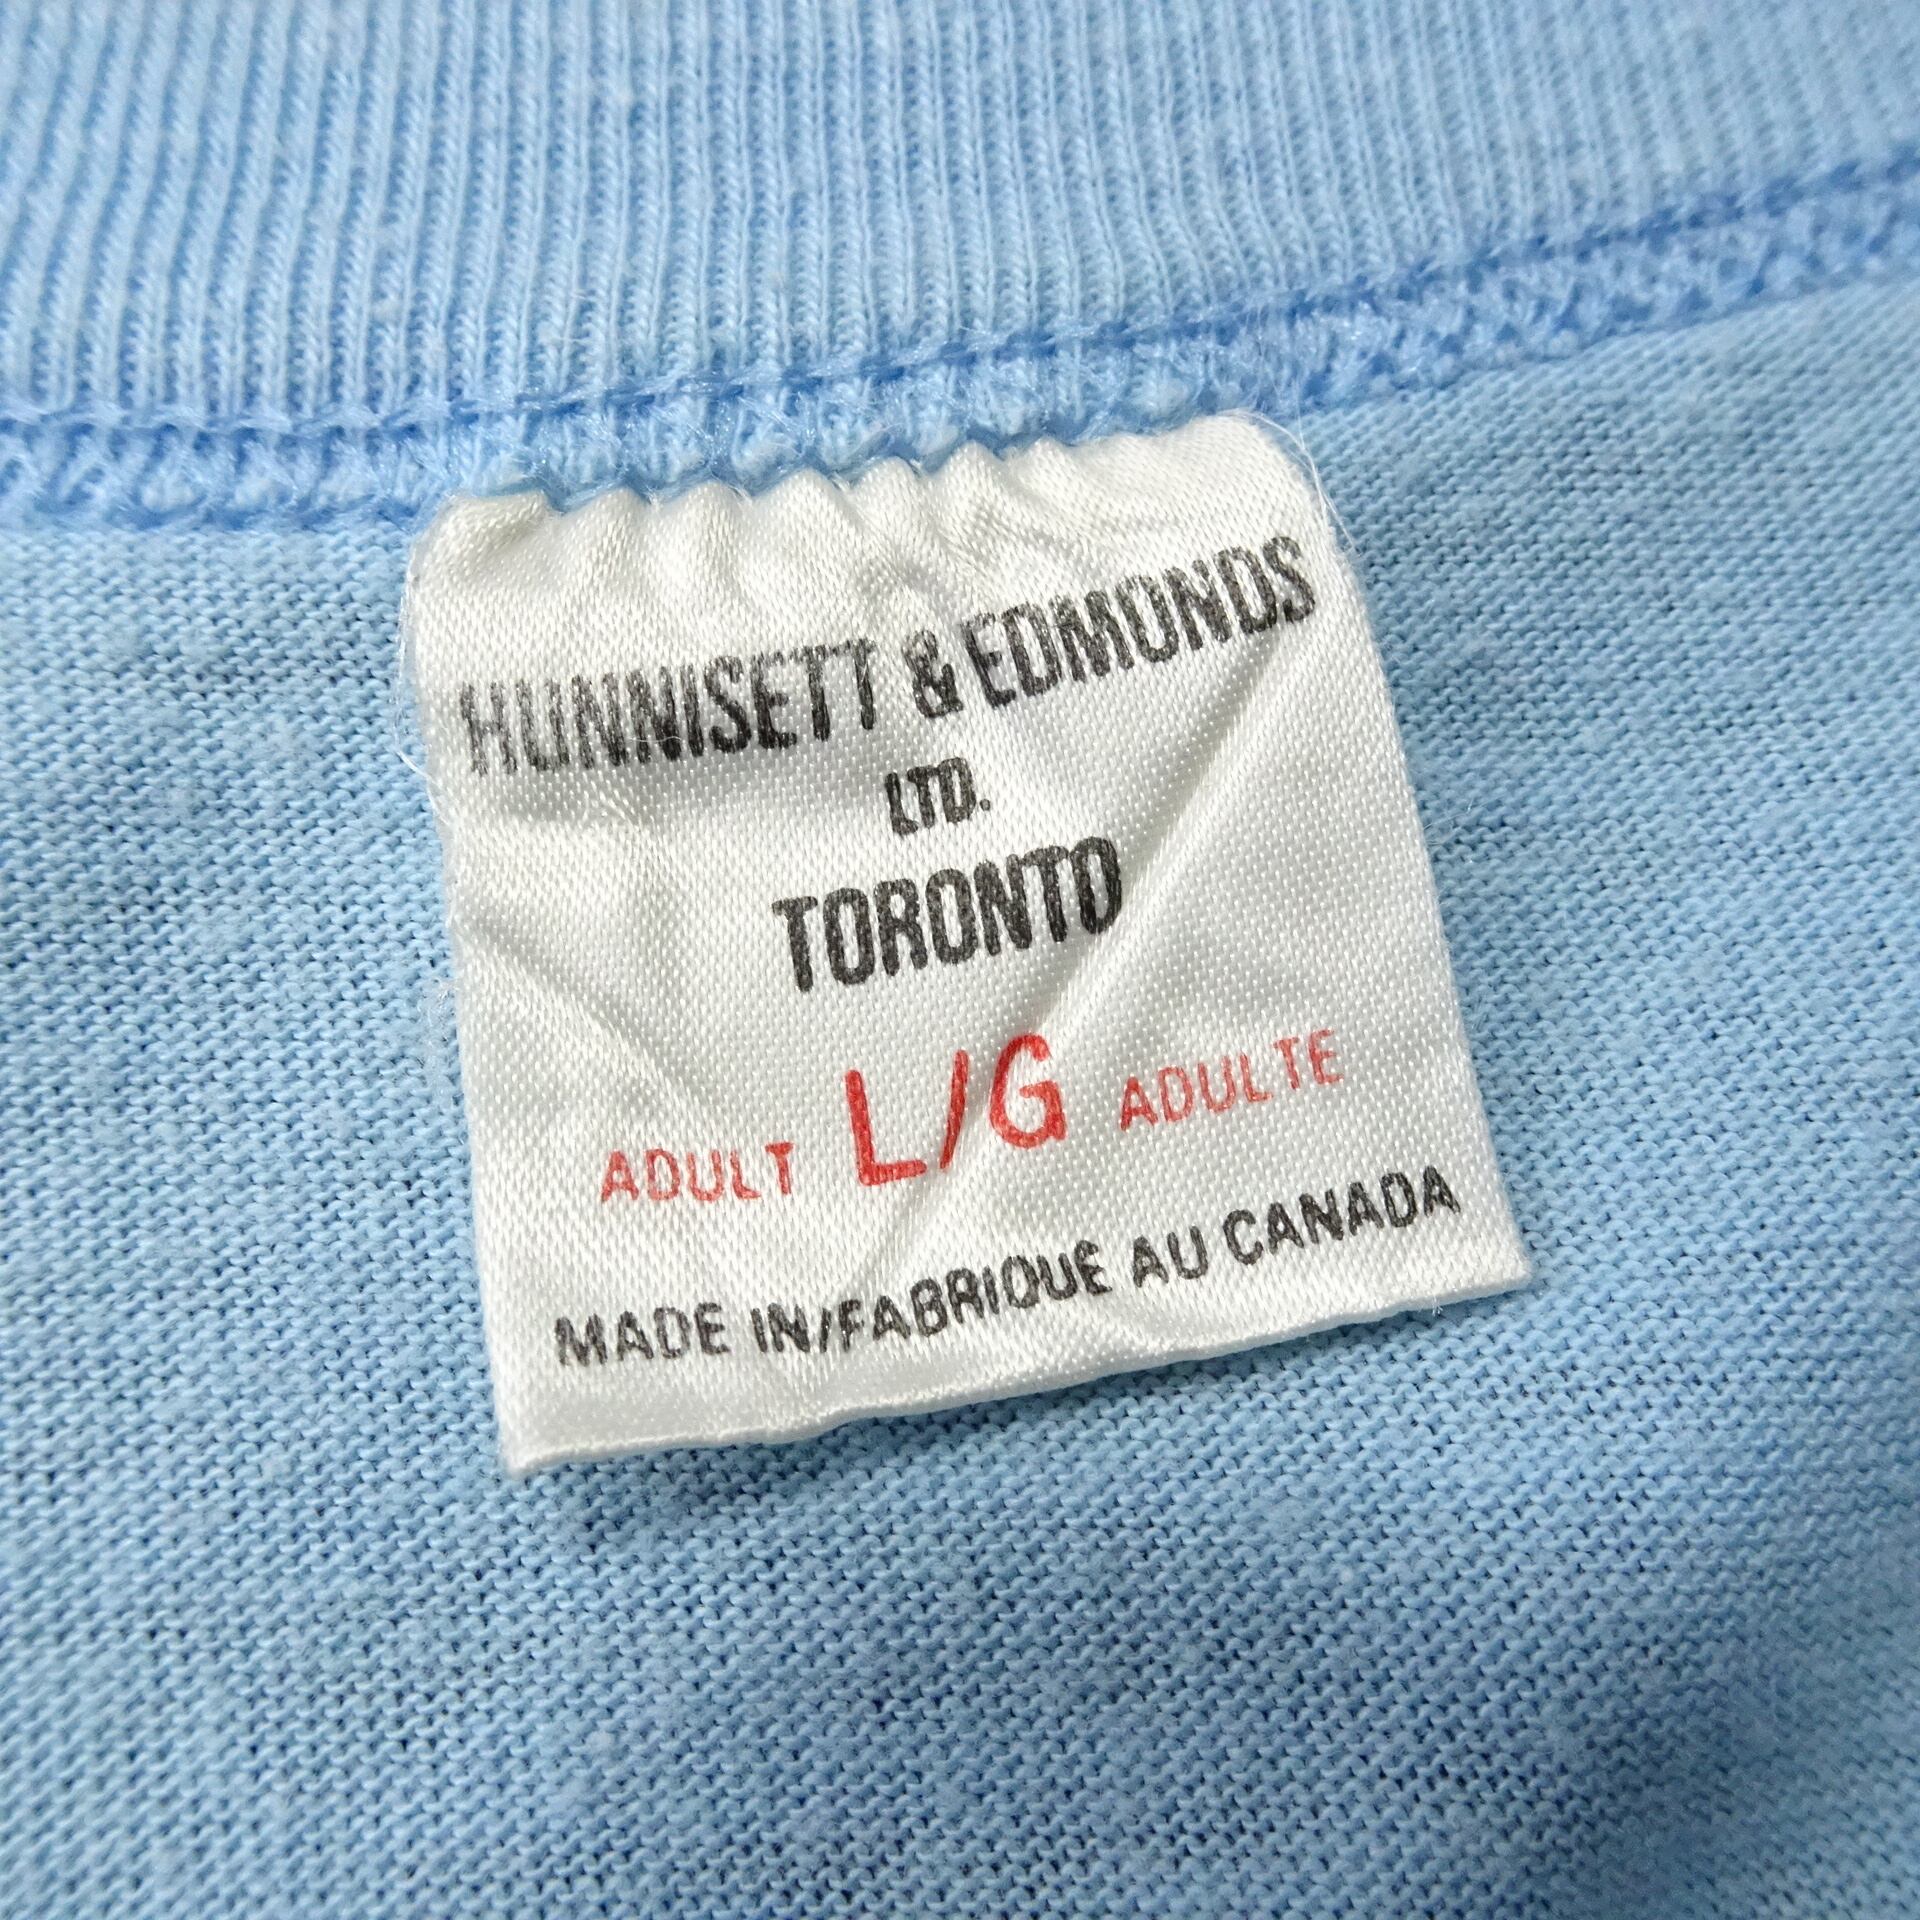 HUNNISETT & EDMONDS
LTD.
TORONTO
ADULT L/G ADULTE
MADE IN/FABRIQUE AU CANADA